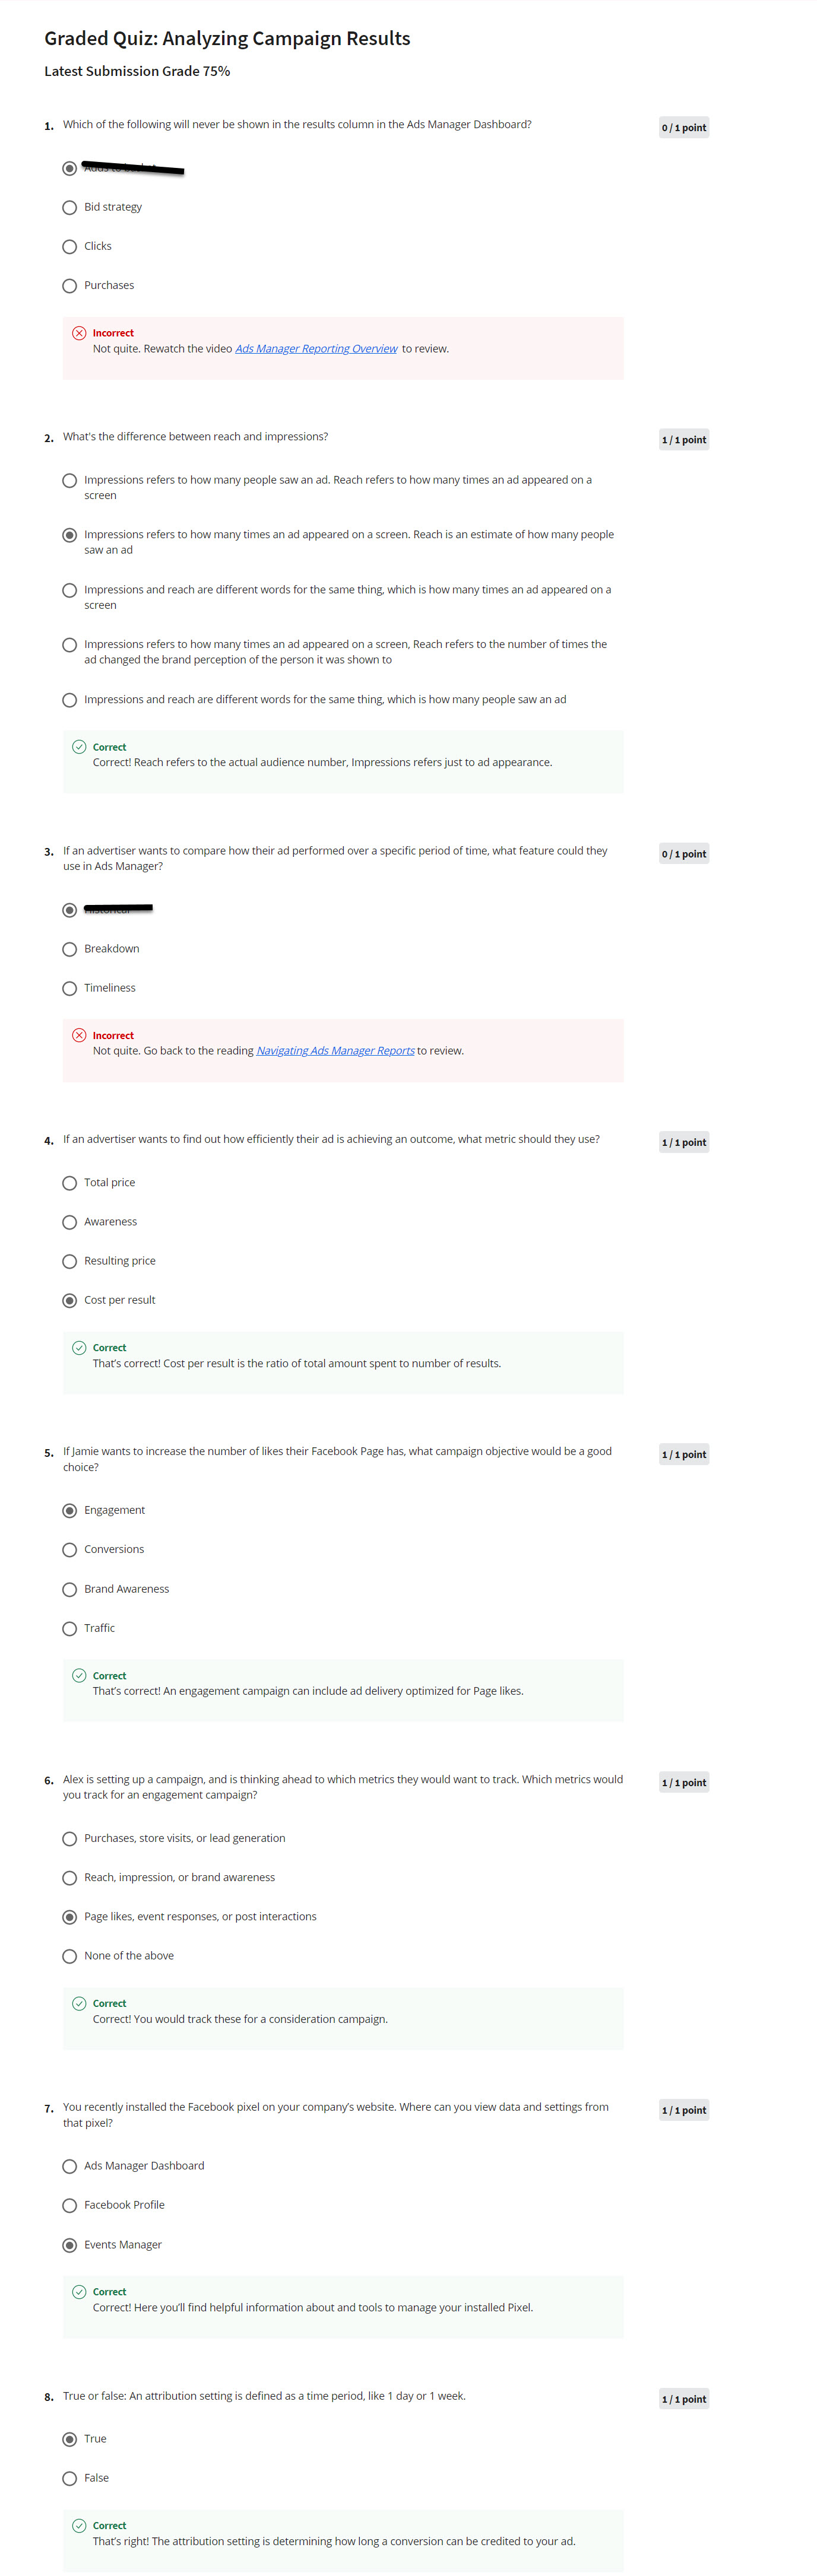 Graded Quiz: Analyzing Campaign Results
Latest Submission Grade 75%
1. Which of the following will never be shown in the results column in the Ads Manager Dashboard?
0 / 1 point
Bid strategy
Clicks
Purchases
Incorrect
Not quite. Rewatch the video Ads Manager Reporting Overview to review.
2. What's the difference between reach and impressions?
1 / 1 point
Impressions refers to how many people saw an ad. Reach refers to how many times an ad appeared on a
screen
Impressions refers to how many times an ad appeared on a screen. Reach is an estimate of how many people
saw an ad
Impressions and reach are different words for the same thing, which is how many times an ad appeared on a
screen
Impressions refers to how many times an ad appeared on a screen, Reach refers to the number of times the
ad changed the brand perception of the person it was shown to
Impressions and reach are different words for the same thing, which is how many people saw an ad
Correct
Correct! Reach refers to the actual audience number, Impressions refers just to ad appearance.
3. If an advertiser wants to compare how their ad performed over a specific period of time, what feature could they
use in Ads Manager?
0 / 1 point
Breakdown
Timeliness
Incorrect
Not quite. Go back to the reading Navigating Ads Manager Reports to review.
4. If an advertiser wants to find out how efficiently their ad is achieving an outcome, what metric should they use?
1 / 1 point
Total price
Awareness
Resulting price
Cost per result
Correct
That's correct! Cost per result is the ratio of total amount spent to number of results.
5. If Jamie wants to increase the number of likes their Facebook Page has, what campaign objective would be a good
choice?
1 / 1 point
Engagement
Conversions
Brand Awareness
Traffic
Correct
That's correct! An engagement campaign can include ad delivery optimized for Page likes.
6. Alex is setting up a campaign, and is thinking ahead to which metrics they would want to track. Which metrics would
you track for an engagement campaign?
1 / 1 point
Purchases, store visits, or lead generation
Reach, impression, or brand awareness
Page likes, event responses, or post interactions
None of the above
Correct
Correct! You would track these for a consideration campaign.
7. You recently installed the Facebook pixel on your company's website. Where can you view data and settings from
that pixel?
1 / 1 point
Ads Manager Dashboard
Facebook Profile
Events Manager
Correct
Correct! Here you'll find helpful information about and tools to manage your installed Pixel.
8. True or false: An attribution setting is defined as a time period, like 1 day or 1 week.
1 / 1 point
True
False
Correct
That's right! The attribution setting is determining how long a conversion can be credited to your ad.